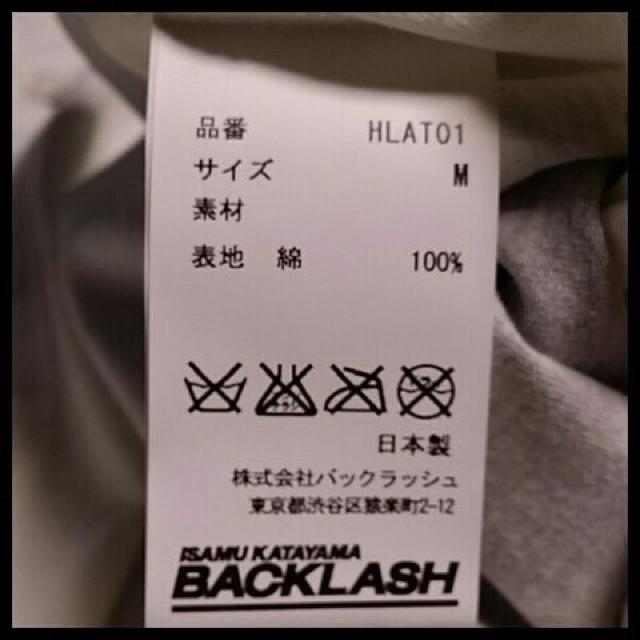 品番 HLAT01
サイズ M
素材
表地 綿 100%
日本製
株式会社バックラッシュ
東京都渋谷区猿楽町2-12
ISAMU KATAYAMA
BACKLASH